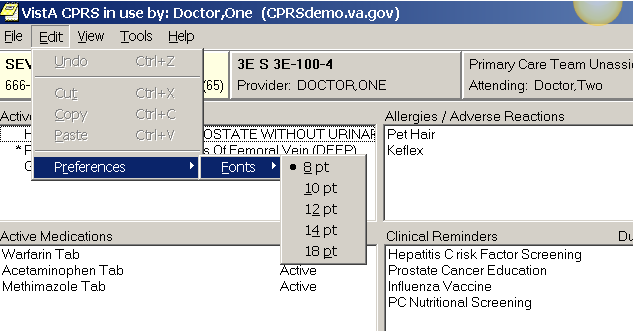 VistA CPRS in use by: Doctor,One (CPRSdemo.va.gov)
File Edit View Tools Help
Undo Ctrl+Z
Cut Ctrl+X
Copy Ctrl+C
Paste Ctrl+V
Preferences
Fonts
8 pt
10 pt
12 pt
14 pt
18 pt
SEV
666- (65)
3E S 3E-100-4
Provider: DOCTOR,ONE
Primary Care Team Unassi
Attending: Doctor,Two
Active
H OSTATE WITHOUT URINAR
* Of Femoral Vein (DEEP)
G
Allergies / Adverse Reactions
Pet Hair
Keflex
Active Medications
Warfarin Tab Active
Acetaminophen Tab Active
Methimazole Tab Active
Clinical Reminders Du
Hepatitis C risk Factor Screening
Prostate Cancer Education
Influenza Vaccine
PC Nutritional Screening